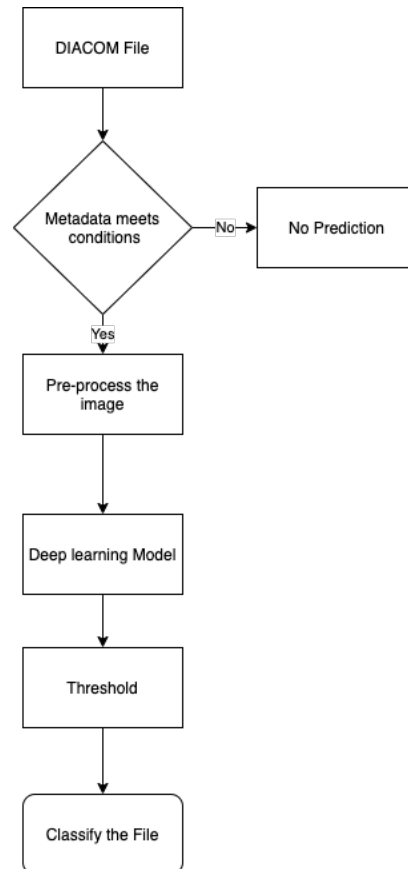 DIACOM File
Metadata meets
conditions
No
No Prediction
Yes
Pre-process the
image
Deep learning Model
Threshold
Classify the File